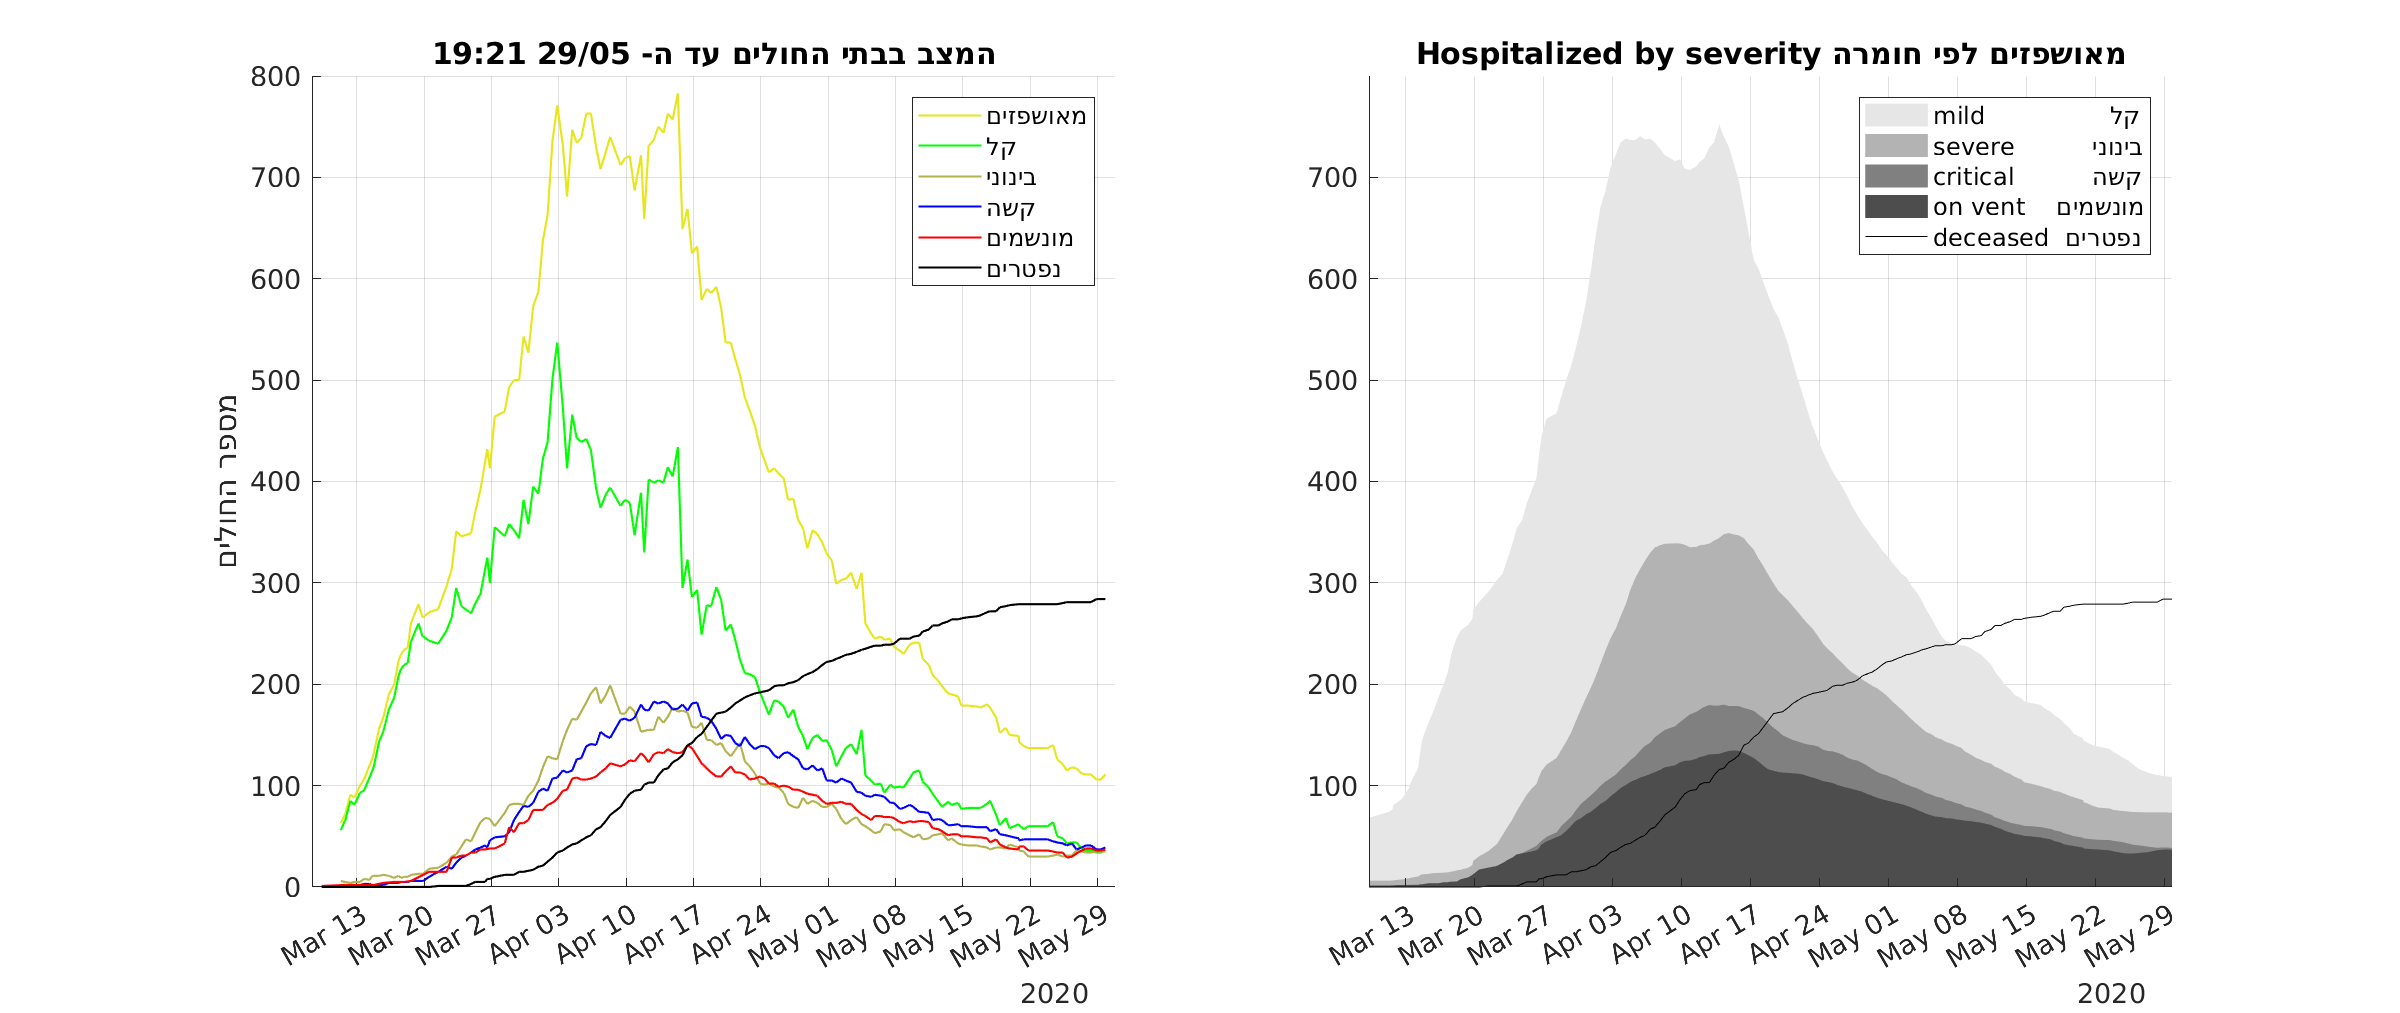 המצב בבתי החולים עד ה- 29/05 19:21
800
700
600
500
400
300
200
100
0
מספר החולים
מאושפזים
קל
בינוני
קשה
מונשמים
נפטרים
Mar 13
Mar 20
Mar 27
Apr 03
Apr 10
Apr 17
Apr 24
May 01
May 08
May 15
May 22
May 29
2020
Hospitalized by severity מאושפזים לפי חומרה
700
600
500
400
300
200
100
mild קל
severe בינוני
critical קשה
on vent מונשמים
deceased נפטרים
Mar 13
Mar 20
Mar 27
Apr 03
Apr 10
Apr 17
Apr 24
May 01
May 08
May 15
May 22
May 29
2020